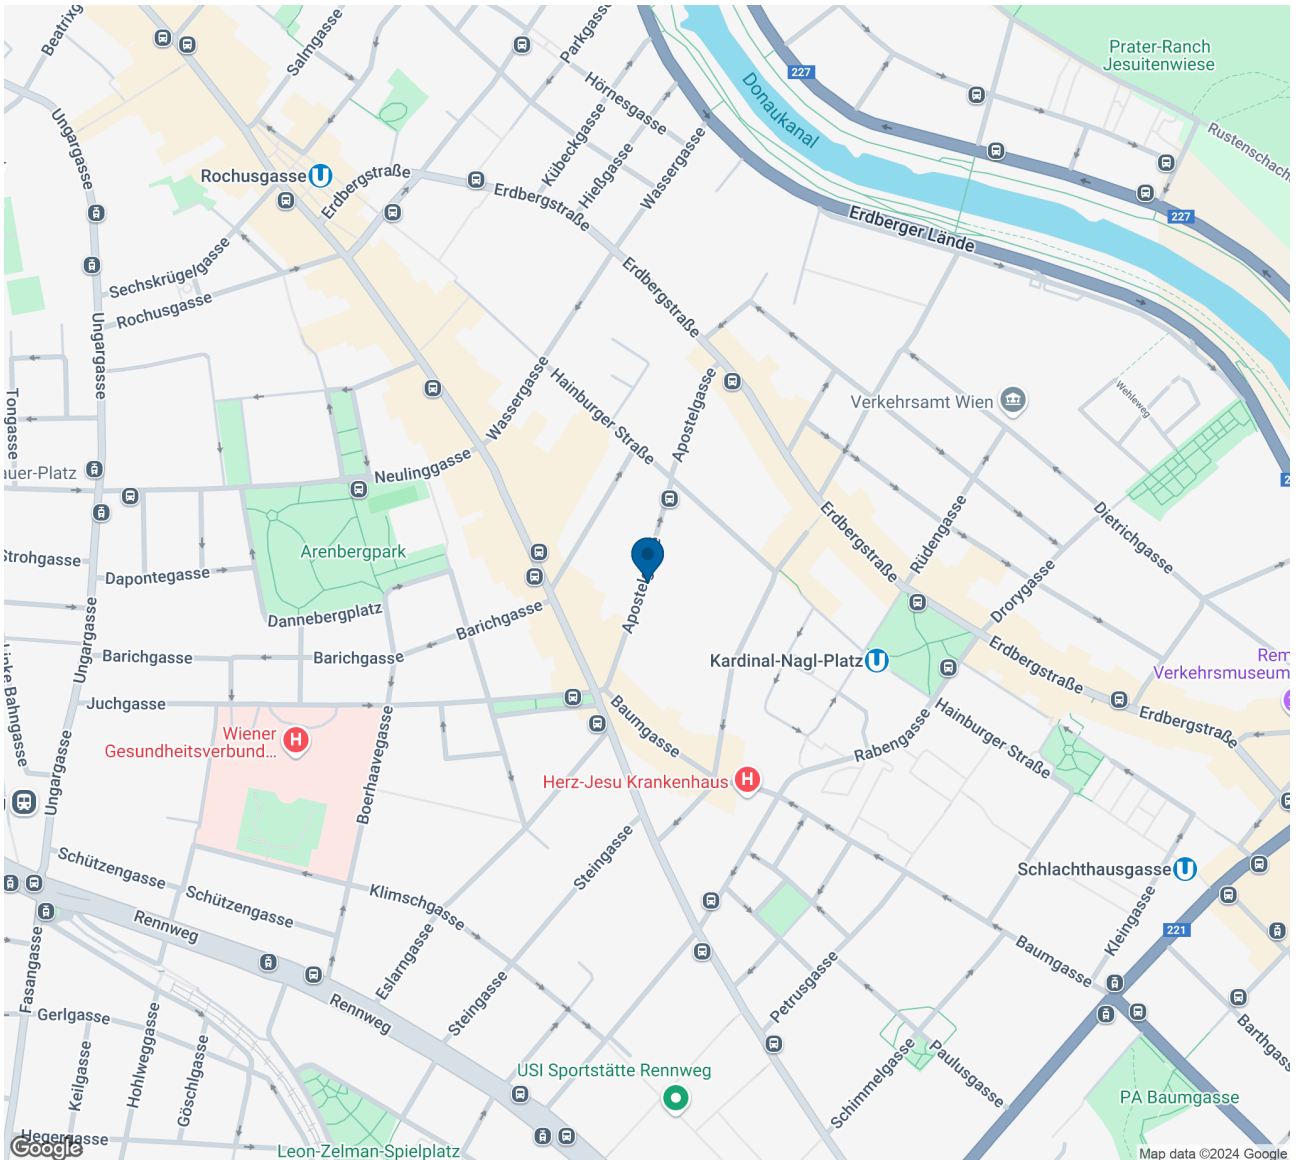 Beatrixg
Salmgasse
Parkgasse
Prater-Ranch
Jesuitenwiese
227
Hörnesgasse
Donaukanal
Ungargasse
Kübeckgasse
Wassergasse
Rustenschach
Rochusgasse
Erdbergstraße
Hießgasse
Erdbergstraße
227
Erdberger Lände
Sechskrügelgasse
Rochusgasse
Erdbergstraße
Ungargasse
Wassergasse
Hainburger Straße
Apostelgasse
Verkehrsamt Wien
Wehleweg
Tongasse
Neulinggasse
auer-Platz
Erdbergstraße
Rüdengasse
Dietrichgasse
Arenbergpark
Strohgasse
Dapontegasse
Dannebergplatz
Apostelg
Drorygasse
Barichgasse
Barichgasse
Barichgasse
Ungargasse
Linke Bahngasse
Kardinal-Nagl-Platz
Erdbergstraße
Rem
Verkehrsmuseum
Juchgasse
Baumgasse
Hainburger Straße
Erdbergstraße
Wiener
Gesundheitsverbund...
Boerhaavegasse
Rabengasse
Herz-Jesu Krankenhaus
Ungargasse
Schützengasse
Schützengasse
Klimschgasse
Steingasse
Schlachthausgasse
Rennweg
Kleingasse
221
Fasangasse
Eslarngasse
Steingasse
Rennweg
Baumgasse
Petrusgasse
Gerlgasse
Keilgasse
Hohlweggasse
Göschlgasse
Barthgass
USI Sportstätte Rennweg
Schimmelgasse
Paulusgasse
PA Baumgasse
Hegergasse
Google
Leon-Zelman-Spielplatz
Map data ©2024 Google